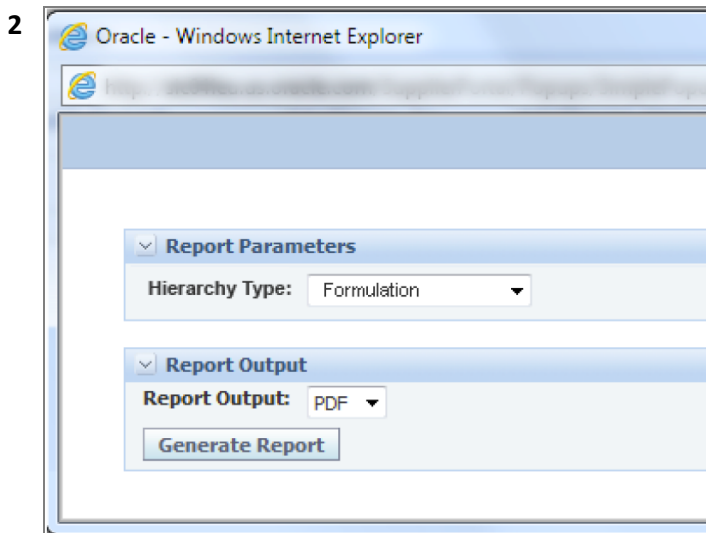 2
Oracle - Windows Internet Explorer
Report Parameters
Hierarchy Type: Formulation
Report Output
Report Output: PDF
Generate Report